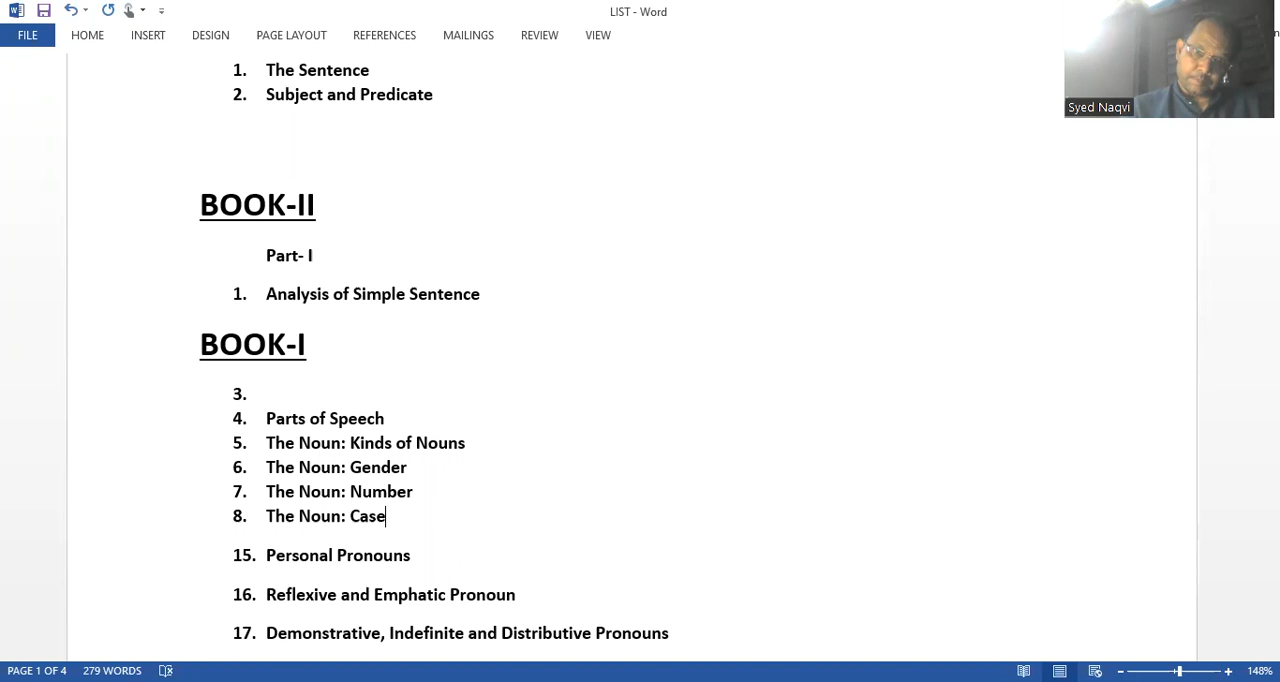 LIST - Word
FILE HOME INSERT DESIGN PAGE LAYOUT REFERENCES MAILINGS REVIEW VIEW
Syed Naqvi
1. The Sentence
2. Subject and Predicate
BOOK-II
Part- I
1. Analysis of Simple Sentence
BOOK-I
3.
4. Parts of Speech
5. The Noun: Kinds of Nouns
6. The Noun: Gender
7. The Noun: Number
8. The Noun: Case
15. Personal Pronouns
16. Reflexive and Emphatic Pronoun
17. Demonstrative, Indefinite and Distributive Pronouns
PAGE 1 OF 4 279 WORDS 148%